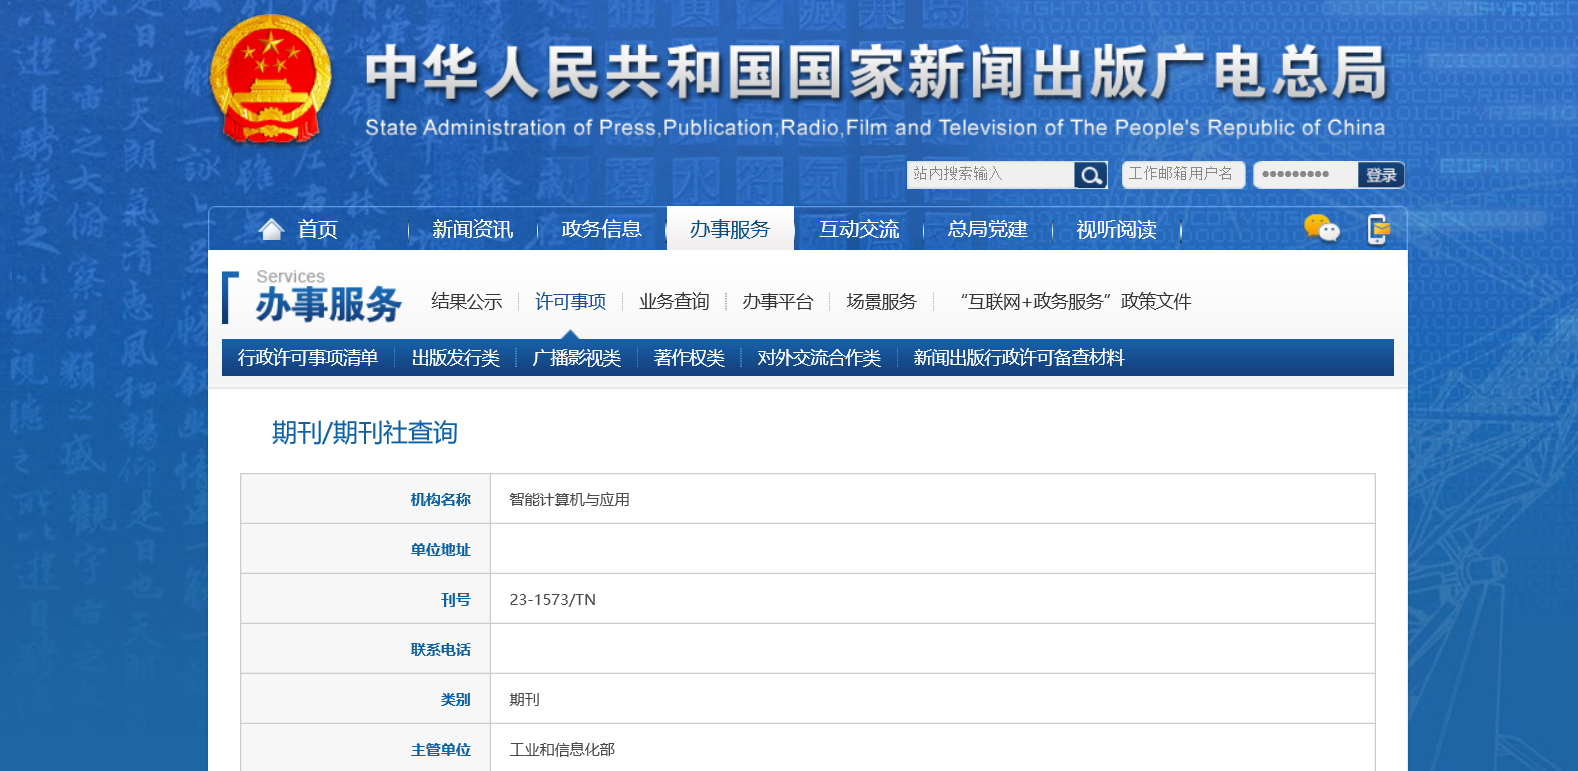 中华人民共和国国家新闻出版广电总局
State Administration of Press,Publication,Radio,Film and Television of The People's Republic of China
站内搜索输入 工作邮箱用户名 ●●●●●●●●● 登录
首页 新闻资讯 政务信息 办事服务 互动交流 总局党建 视听阅读
Services
办事服务 结果公示 许可事项 业务查询 办事平台 场景服务 “互联网+政务服务”政策文件
行政许可事项清单 出版发行类 广播影视类 著作权类 对外交流合作类 新闻出版行政许可备查材料
期刊/期刊社查询
机构名称 智能计算机与应用
单位地址
刊号 23-1573/TN
联系电话
类别 期刊
主管单位 工业和信息化部